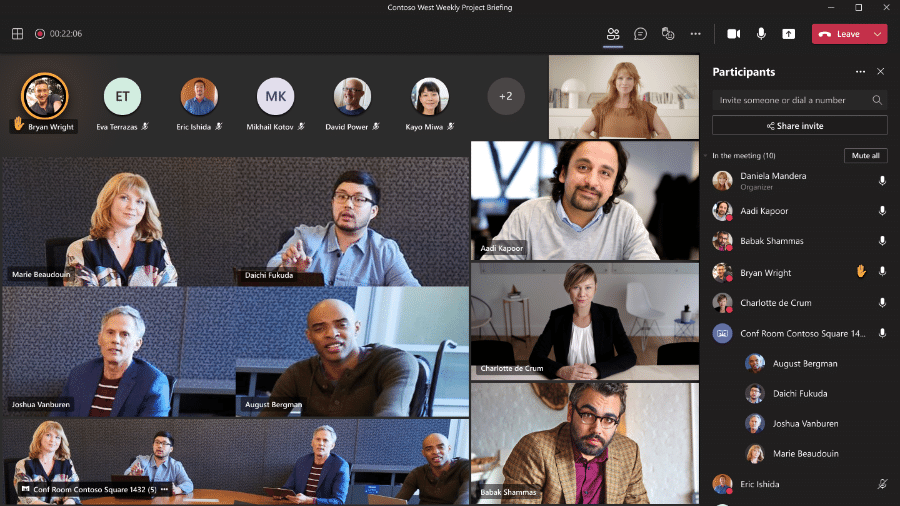 Contoso West Weekly Project Briefing
00:22:06
Leave
Bryan Wright
ET
Eva Terrazas
Eric Ishida
MK
Mikhail Kotov
David Power
Kayo Miwa
+2
Marie Beaudouin
Daichi Fukuda
Joshua Vanburen
August Bergman
Conf Room Contoso Square 1432 (5) •••
Aadi Kapoor
Charlotte de Crum
Babak Shammas
Participants
Invite someone or dial a number
Share invite
In the meeting (10)
Mute all
Daniela Mandera
Organizer
Aadi Kapoor
Babak Shammas
Bryan Wright
Charlotte de Crum
Conf Room Contoso Square 14...
August Bergman
Daichi Fukuda
Joshua Vanburen
Marie Beaudouin
Eric Ishida